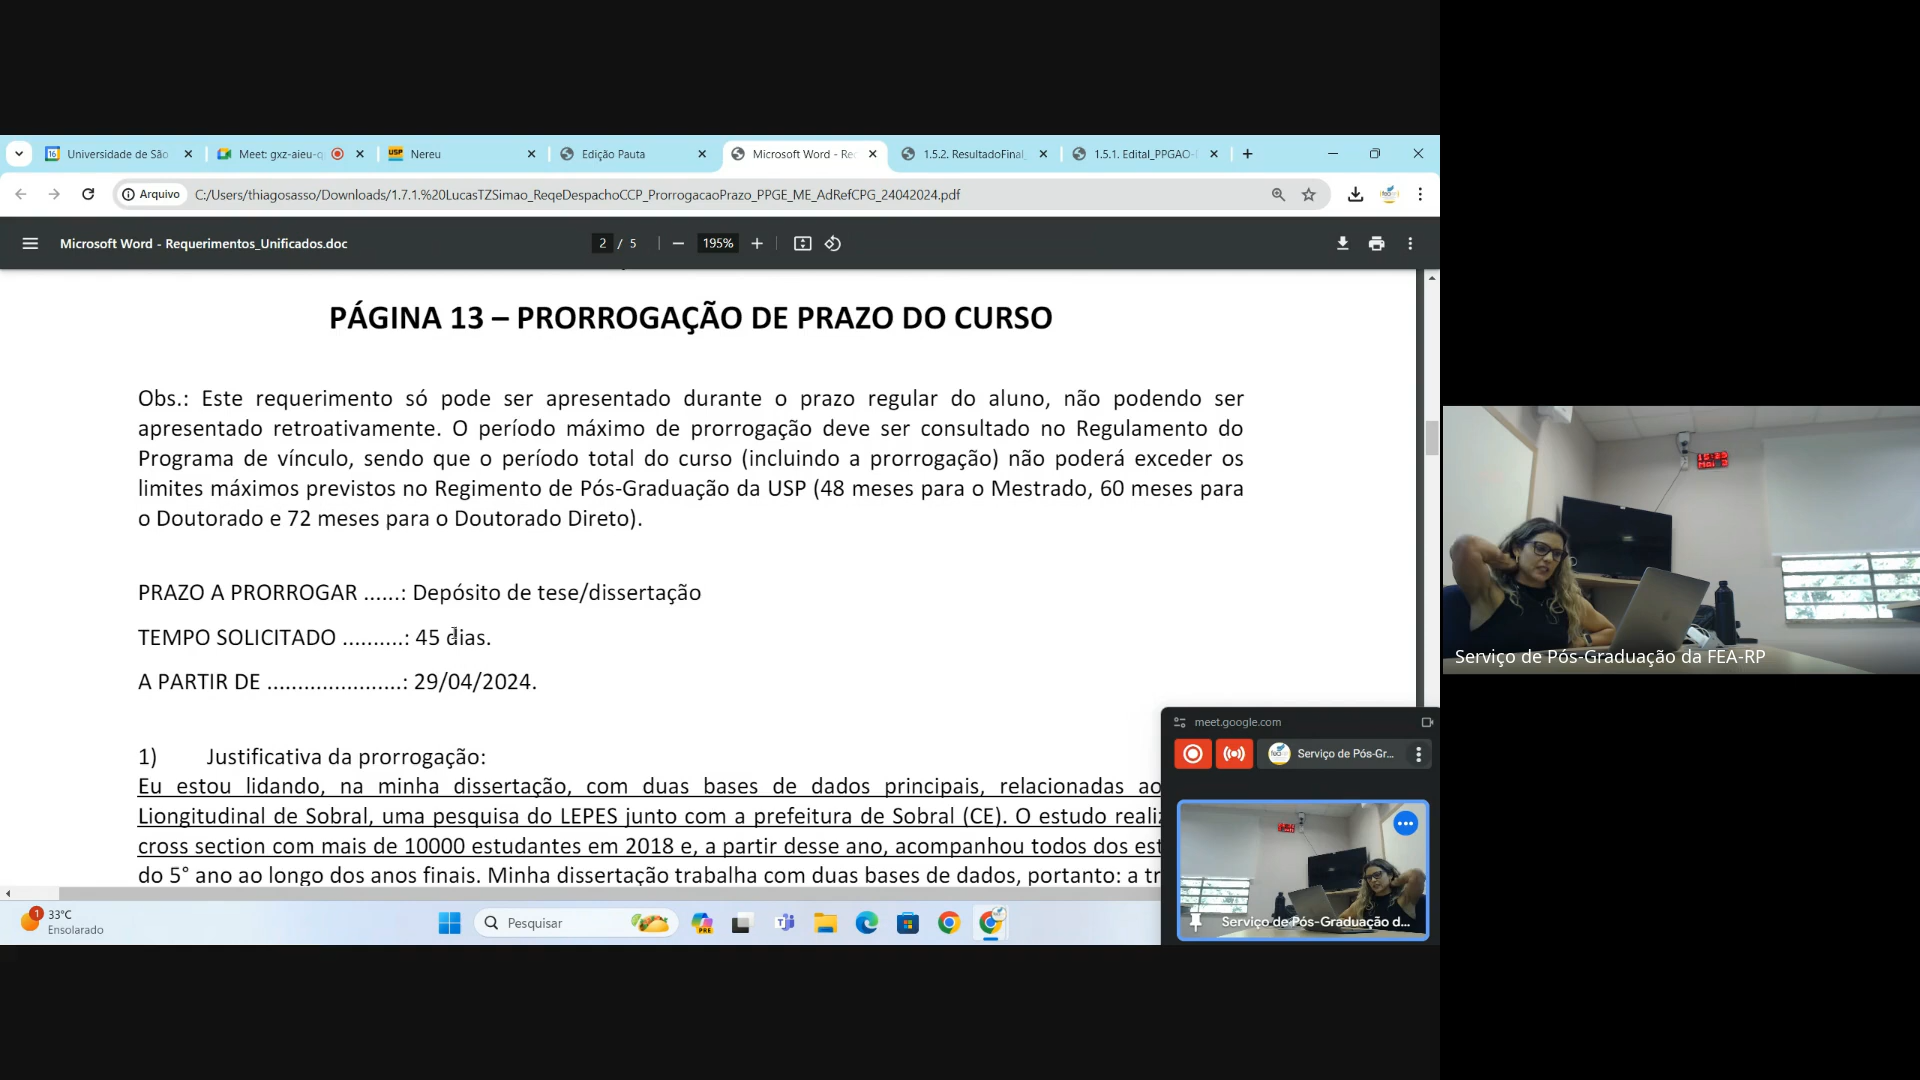 Universidade de São
Meet: gxz-aieu-q
Nereu
Edição Pauta
Microsoft Word - Re
1.5.2. ResultadoFinal_
1.5.1. Edital_PPGAO-
Arquivo
C:/Users/thiagosasso/Downloads/1.7.1.%20LucasTZSimao_ReqeDespachoCCP_ProrrogacaoPrazo_PPGE_ME_AdRefCPG_24042024.pdf
Microsoft Word - Requerimentos_Unificados.doc
2 / 5
195%
PÁGINA 13 – PRORROGAÇÃO DE PRAZO DO CURSO
Obs.: Este requerimento só pode ser apresentado durante o prazo regular do aluno, não podendo ser
apresentado retroativamente. O período máximo de prorrogação deve ser consultado no Regulamento do
Programa de vínculo, sendo que o período total do curso (incluindo a prorrogação) não poderá exceder os
limites máximos previstos no Regimento de Pós-Graduação da USP (48 meses para o Mestrado, 60 meses para
o Doutorado e 72 meses para o Doutorado Direto).
PRAZO A PRORROGAR ......: Depósito de tese/dissertação
TEMPO SOLICITADO ..........: 45 dias.
A PARTIR DE ......................: 29/04/2024.
1) Justificativa da prorrogação:
Eu estou lidando, na minha dissertação, com duas bases de dados principais, relacionadas ao
Liongitudinal de Sobral, uma pesquisa do LEPES junto com a prefeitura de Sobral (CE). O estudo realiz
cross section com mais de 10000 estudantes em 2018 e, a partir desse ano, acompanhou todos dos est
do 5° ano ao longo dos anos finais. Minha dissertação trabalha com duas bases de dados, portanto: a tr
meet.google.com
Serviço de Pós-Gr...
Serviço de Pós-Graduação d...
1
33°C
Ensolarado
Pesquisar
Serviço de Pós-Graduação da FEA-RP